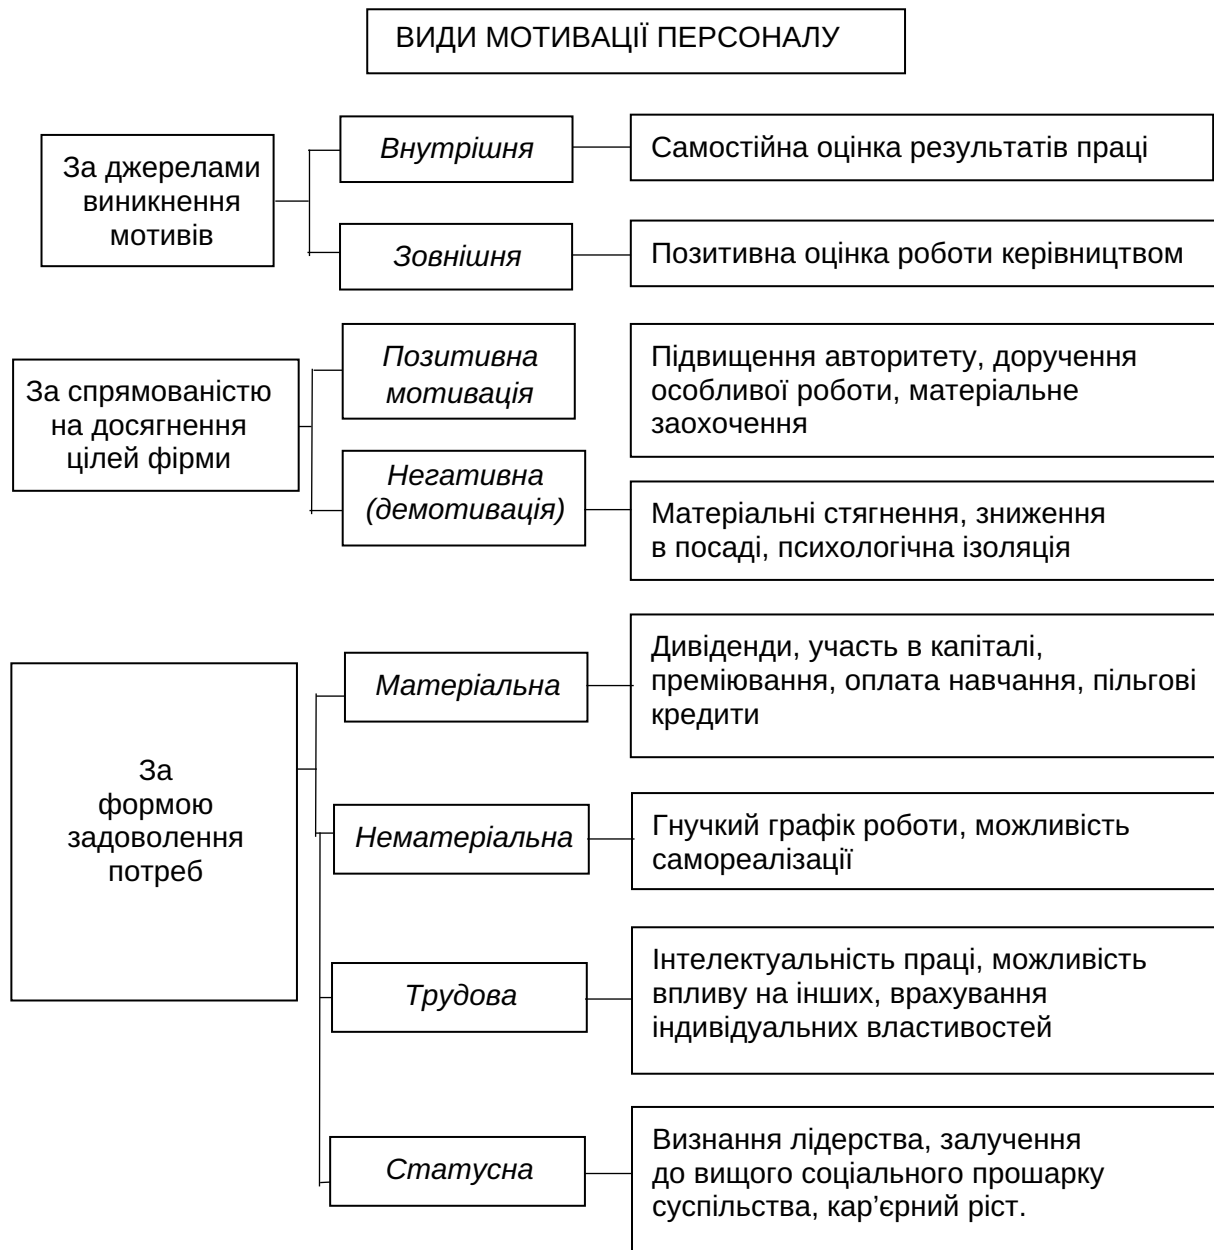 ВИДИ МОТИВАЦІЇ ПЕРСОНАЛУ
За джерелами
виникнення
мотивів
Внутрішня
Самостійна оцінка результатів праці
Зовнішня
Позитивна оцінка роботи керівництвом
За спрямованістю
на досягнення
цілей фірми
Позитивна
мотивація
Підвищення авторитету, доручення
особливої роботи, матеріальне
заохочення
Негативна
(демотивація)
Матеріальні стягнення, зниження
в посаді, психологічна ізоляція
За
формою
задоволення
потреб
Матеріальна
Дивіденди, участь в капіталі,
преміювання, оплата навчання, пільгові
кредити
Нематеріальна
Гнучкий графік роботи, можливість
самореалізації
Трудова
Інтелектуальність праці, можливість
впливу на інших, врахування
індивідуальних властивостей
Статусна
Визнання лідерства, залучення
до вищого соціального прошарку
суспільства, кар’єрний ріст.